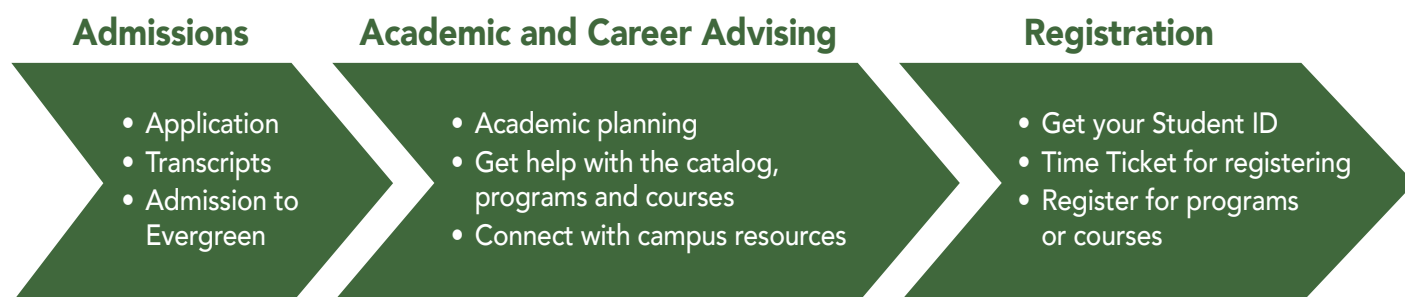 Admissions
• Application
• Transcripts
• Admission to
Evergreen
Academic and Career Advising
• Academic planning
• Get help with the catalog,
programs and courses
• Connect with campus resources
Registration
• Get your Student ID
• Time Ticket for registering
• Register for programs
or courses